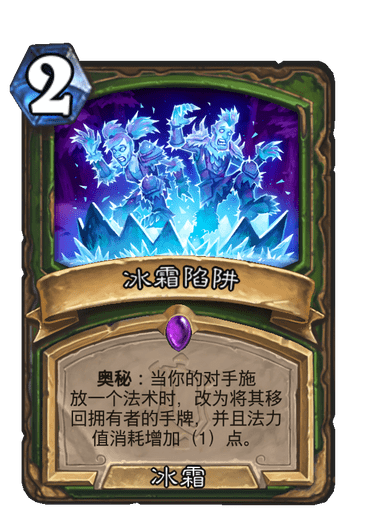 2
冰霜陷阱
奥秘：当你的对手施
放一个法术时，改为将其移
回拥有者的手牌，并且法力
值消耗增加（1）点。
冰霜